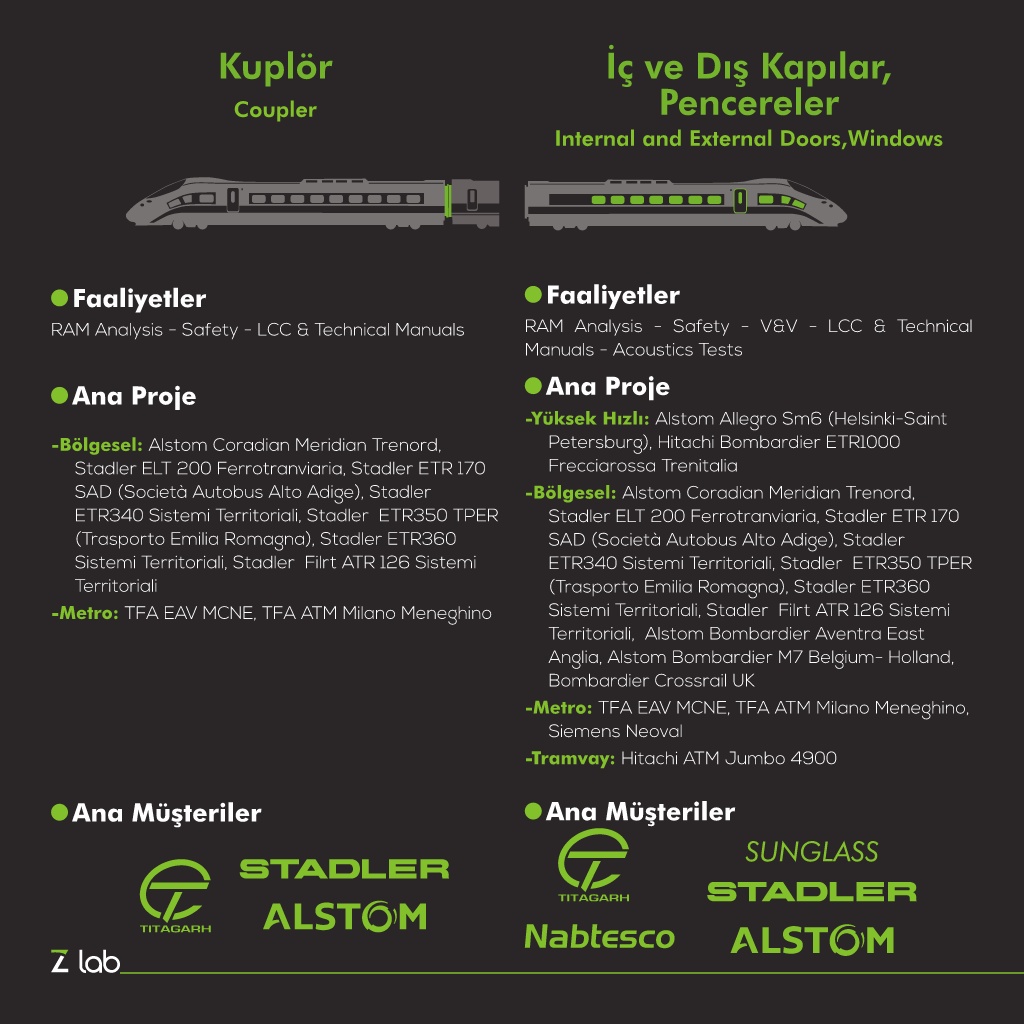 Kuplör
Coupler
Faaliyetler
RAM Analysis - Safety - LCC & Technical Manuals
Ana Proje
-Bölgesel: Alstom Coradian Meridian Trenord,
Stadler ELT 200 Ferrotranviaria, Stadler ETR 170
SAD (Società Autobus Alto Adige), Stadler
ETR340 Sistemi Territoriali, Stadler ETR350 TPER
(Trasporto Emilia Romagna), Stadler ETR360
Sistemi Territoriali, Stadler Filrt ATR 126 Sistemi
Territoriali
-Metro: TFA EAV MCNE, TFA ATM Milano Meneghino
Ana Müşteriler
TITAGARH
STADLER
ALSTOM
İç ve Dış Kapılar,
Pencereler
Internal and External Doors,Windows
Faaliyetler
RAM Analysis - Safety - V&V - LCC & Technical
Manuals - Acoustics Tests
Ana Proje
-Yüksek Hızlı: Alstom Allegro Sm6 (Helsinki-Saint
Petersburg), Hitachi Bombardier ETR1000
Frecciarossa Trenitalia
-Bölgesel: Alstom Coradian Meridian Trenord,
Stadler ELT 200 Ferrotranviaria, Stadler ETR 170
SAD (Società Autobus Alto Adige), Stadler
ETR340 Sistemi Territoriali, Stadler ETR350 TPER
(Trasporto Emilia Romagna), Stadler ETR360
Sistemi Territoriali, Stadler Filrt ATR 126 Sistemi
Territoriali, Alstom Bombardier Aventra East
Anglia, Alstom Bombardier M7 Belgium- Holland,
Bombardier Crossrail UK
-Metro: TFA EAV MCNE, TFA ATM Milano Meneghino,
Siemens Neoval
-Tramvay: Hitachi ATM Jumbo 4900
Ana Müşteriler
TITAGARH
SUNGLASS
STADLER
Nabtesco
ALSTOM
Z lab